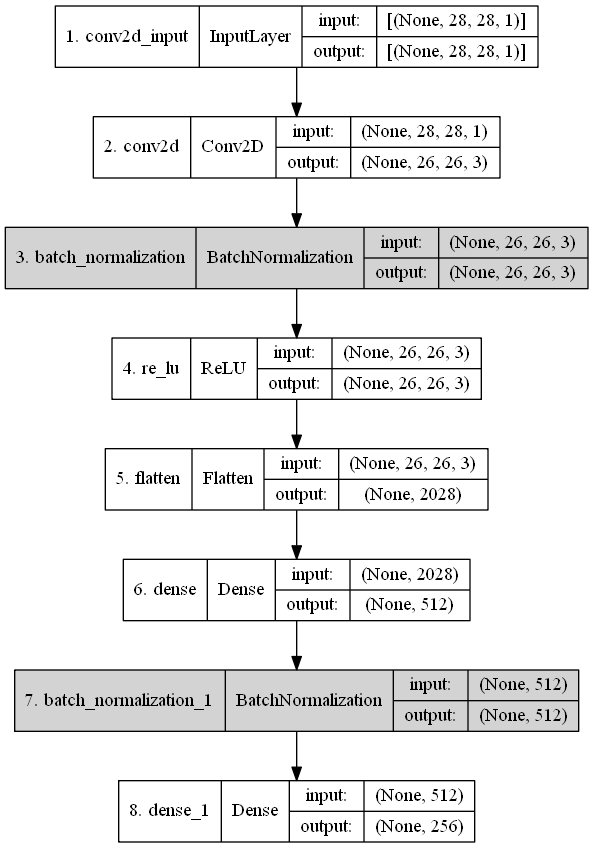 1. conv2d_input InputLayer input: [(None, 28, 28, 1)]
output: [(None, 28, 28, 1)]
2. conv2d Conv2D input: (None, 28, 28, 1)
output: (None, 26, 26, 3)
3. batch_normalization BatchNormalization input: (None, 26, 26, 3)
output: (None, 26, 26, 3)
4. re_lu ReLU input: (None, 26, 26, 3)
output: (None, 26, 26, 3)
5. flatten Flatten input: (None, 26, 26, 3)
output: (None, 2028)
6. dense Dense input: (None, 2028)
output: (None, 512)
7. batch_normalization_1 BatchNormalization input: (None, 512)
output: (None, 512)
8. dense_1 Dense input: (None, 512)
output: (None, 256)